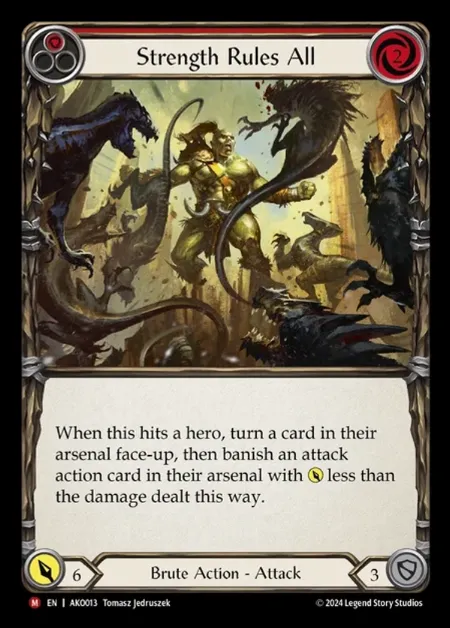 Strength Rules All
2
When this hits a hero, turn a card in their
arsenal face-up, then banish an attack
action card in their arsenal with less than
the damage dealt this way.
6
Brute Action - Attack
3
M EN | AKO013 Tomasz Jedruszek
© 2024 Legend Story Studios